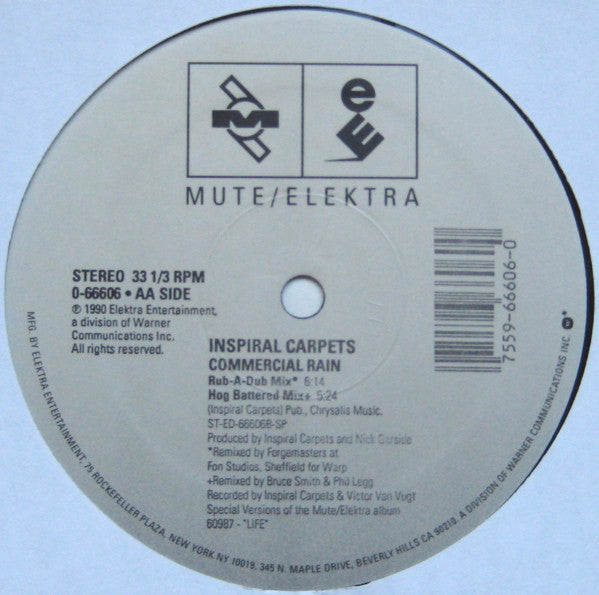 M
e
E
MUTE/ELEKTRA
STEREO 33 1/3 RPM
0-66606 • AA SIDE
℗ 1990 Elektra Entertainment,
a division of Warner
Communications Inc.
All rights reserved.
7559-66606-0
INSPIRAL CARPETS
COMMERCIAL RAIN
Rub-A-Dub Mix* 6:14
Hog Battered Mix+ 5:24
(Inspiral Carpets) Pub., Chrysalis Music.
ST-ED-66606B-SP
Produced by Inspiral Carpets and Nick Garside
*Remixed by Forgemasters at
Fon Studios, Sheffield for Warp
+Remixed by Bruce Smith & Phil Legg
Recorded by Inspiral Carpets & Victor Van Vugt
Special Versions of the Mute/Elektra album
60987 - "LIFE"
MFG. BY ELEKTRA ENTERTAINMENT, 75 ROCKEFELLER PLAZA, NEW YORK NY 10019. 345 N. MAPLE DRIVE, BEVERLY HILLS CA 90210. A DIVISION OF WARNER COMMUNICATIONS INC.